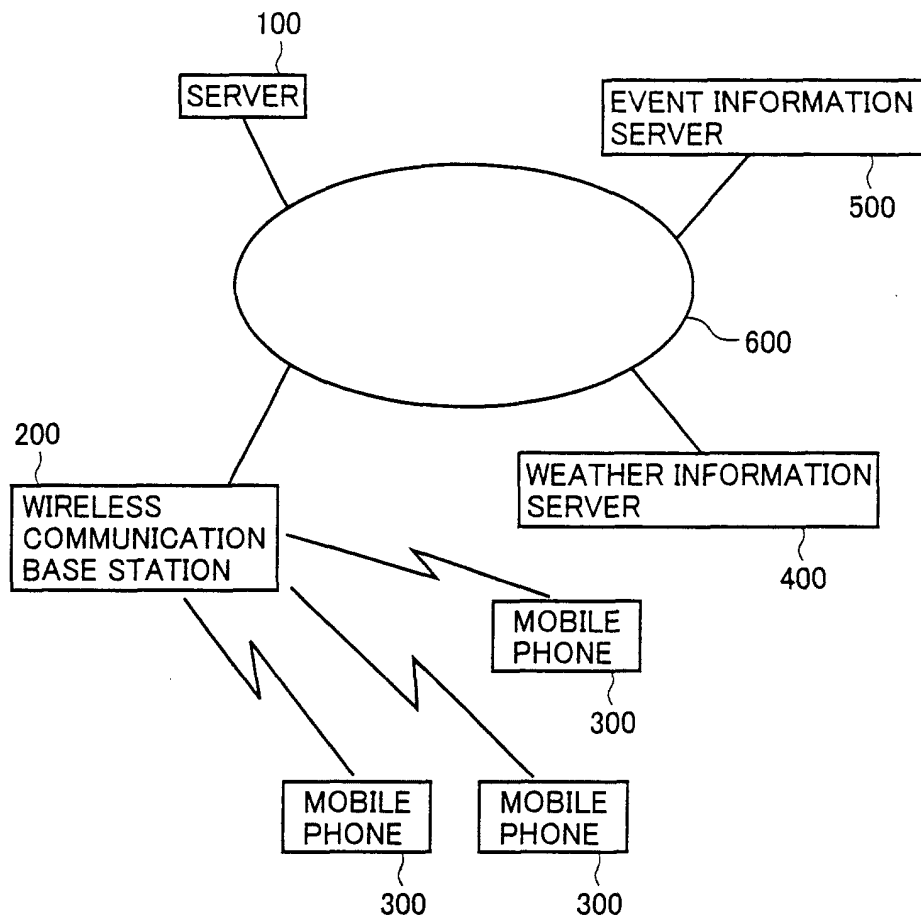 100
SERVER
EVENT INFORMATION
SERVER
500
600
200
WIRELESS
COMMUNICATION
BASE STATION
WEATHER INFORMATION
SERVER
400
MOBILE
PHONE
300
MOBILE
PHONE
300
MOBILE
PHONE
300